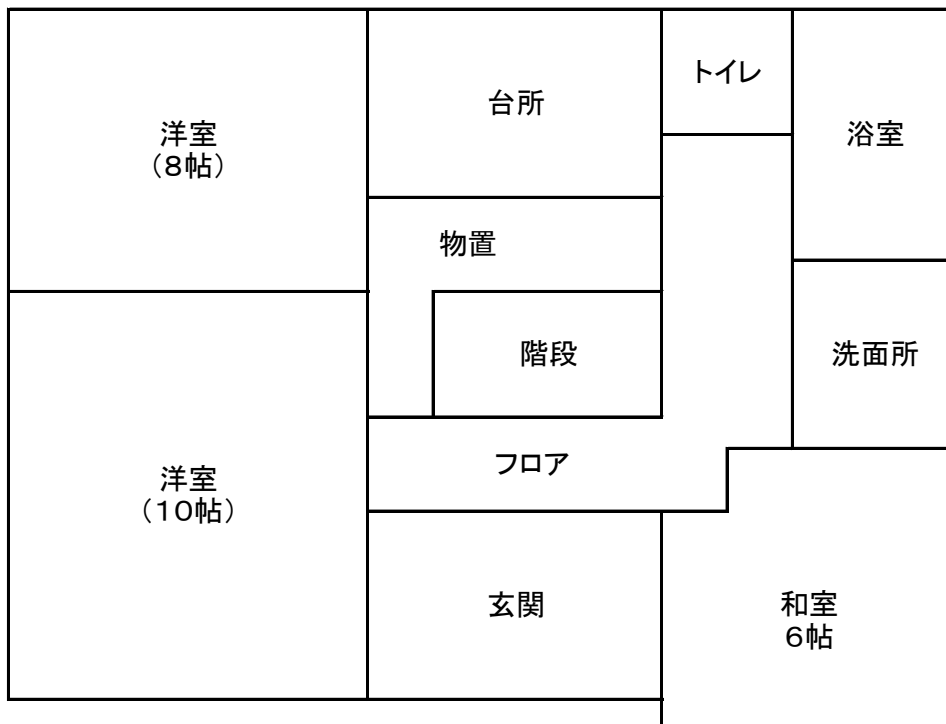 洋室
（８帖）
台所
トイレ
浴室
物置
階段
洗面所
洋室
（１０帖）
フロア
玄関
和室
６帖